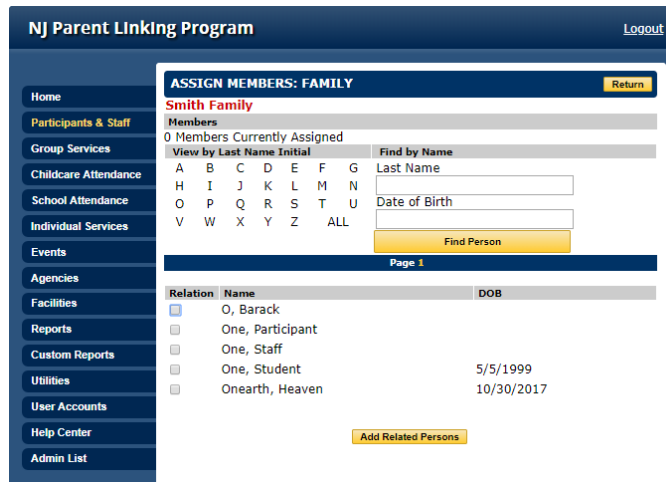 NJ Parent Linking Program
Logout
Home
Participants & Staff
Group Services
Childcare Attendance
School Attendance
Individual Services
Events
Agencies
Facilities
Reports
Custom Reports
Utilities
User Accounts
Help Center
Admin List
ASSIGN MEMBERS: FAMILY
Return
Smith Family
Members
0 Members Currently Assigned
View by Last Name Initial
A B C D E F G
H I J K L M N
O P Q R S T U
V W X Y Z ALL
Find by Name
Last Name
Date of Birth
Find Person
Page 1
Relation Name DOB
O, Barack
One, Participant
One, Staff
One, Student 5/5/1999
Onearth, Heaven 10/30/2017
Add Related Persons